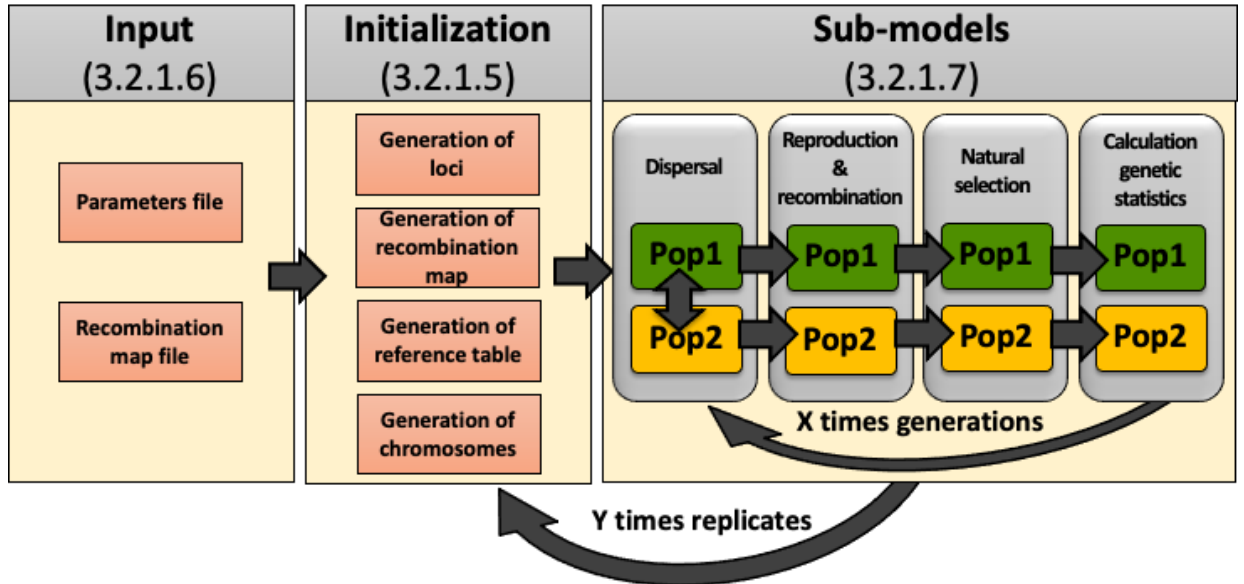 Input
(3.2.1.6)
Parameters file
Recombination
map file
Initialization
(3.2.1.5)
Generation of
loci
Generation of
recombination
map
Generation of
reference table
Generation of
chromosomes
Sub-models
(3.2.1.7)
Dispersal
Reproduction
&
recombination
Natural
selection
Calculation
genetic
statistics
Pop1
Pop1
Pop1
Pop1
Pop2
Pop2
Pop2
Pop2
X times generations
Y times replicates